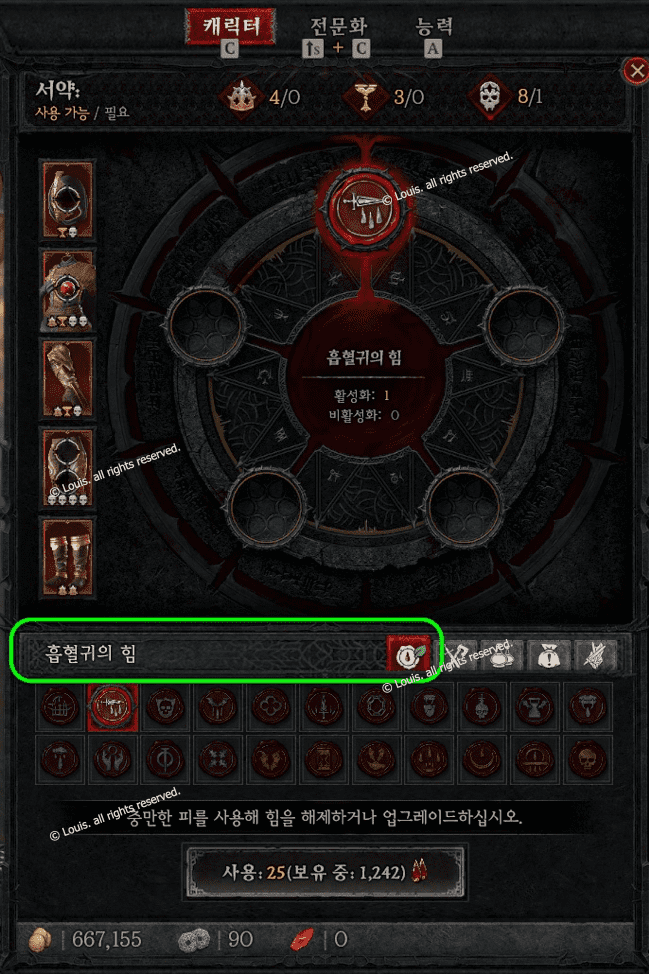 캐릭터 전문화 능력
C ⇧s + C A
서약: 4/0 3/0 8/1
사용 가능 / 필요
© Louis. all rights reserved.
흡혈귀의 힘
활성화: 1
비활성화: 0
© Louis. all rights reserved.
흡혈귀의 힘
© Louis. all rights reserved.
© Louis. all rights reserved.
충만한 피를 사용해 힘을 해제하거나 업그레이드하십시오.
사용: 25(보유 중: 1,242)
667,155 90 0